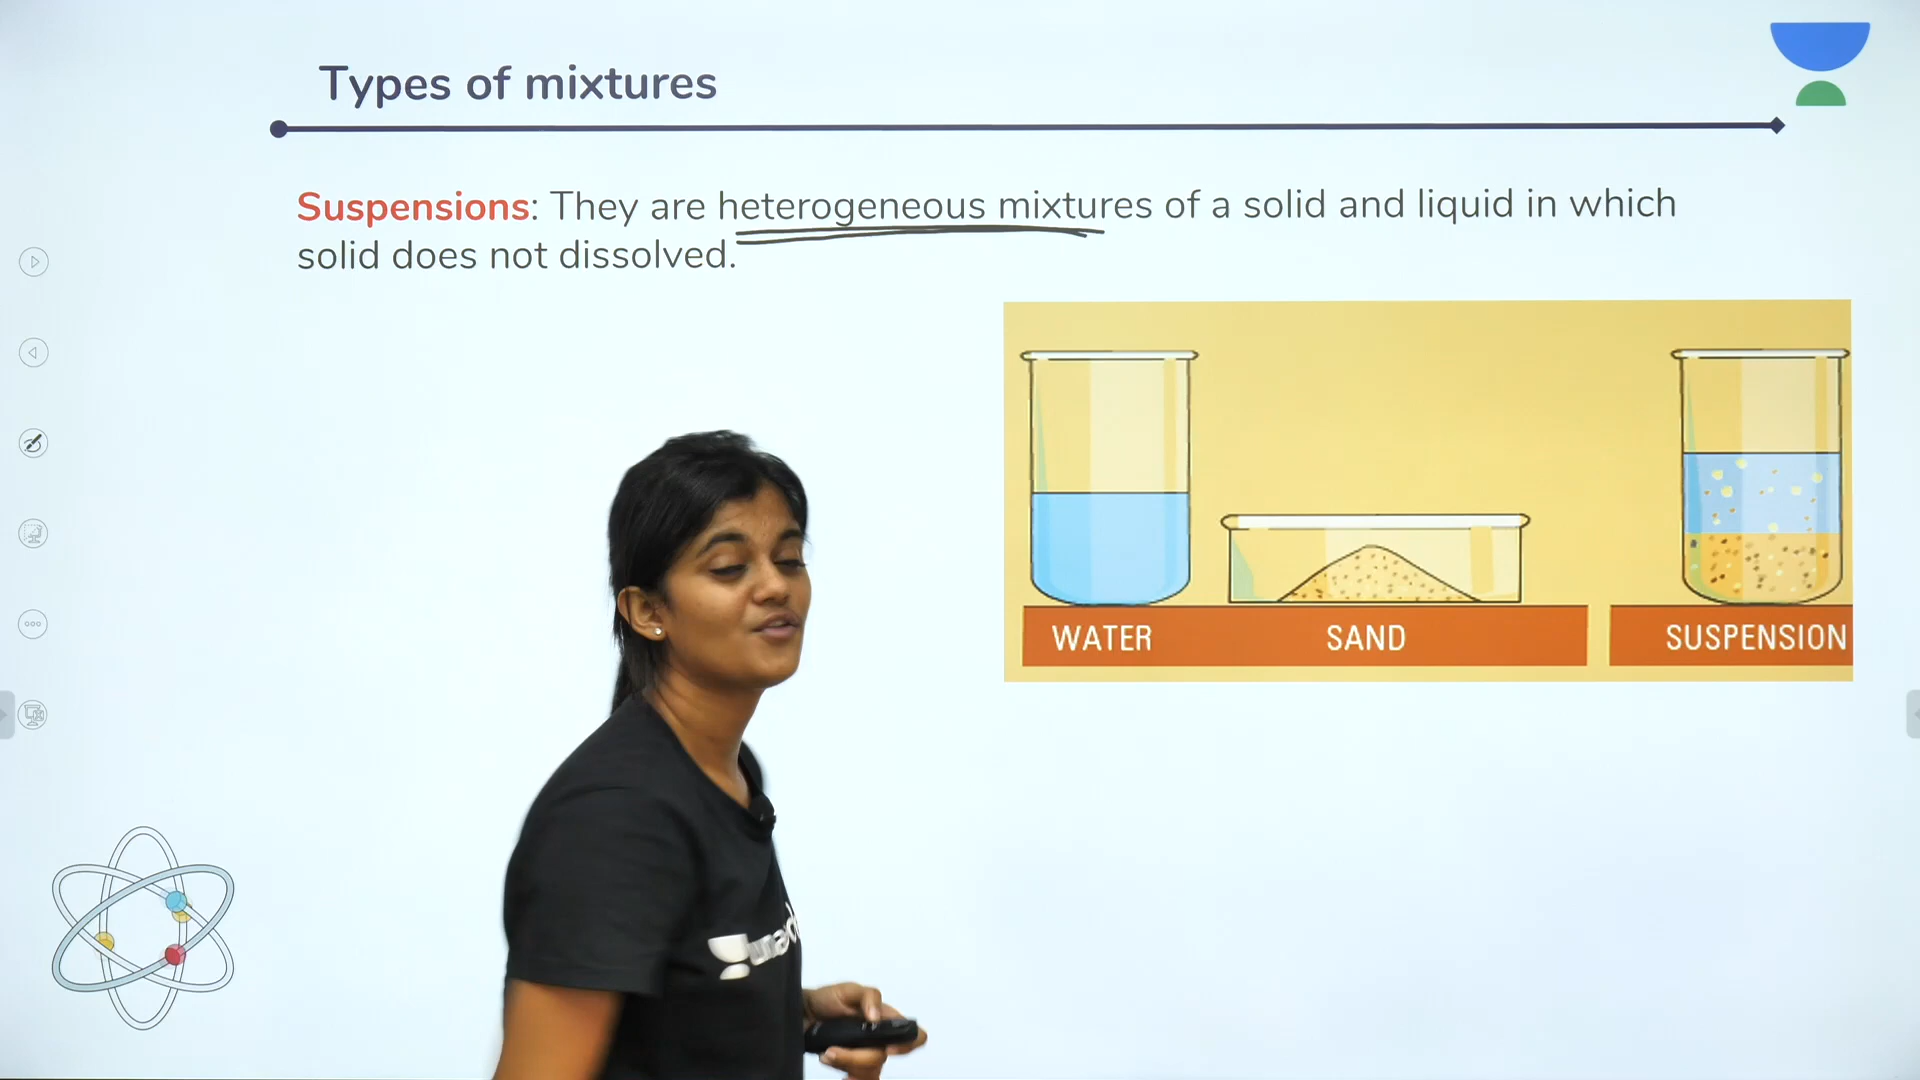 Types of mixtures
Suspensions: They are heterogeneous mixtures of a solid and liquid in which
solid does not dissolved.
WATER
SAND
SUSPENSION